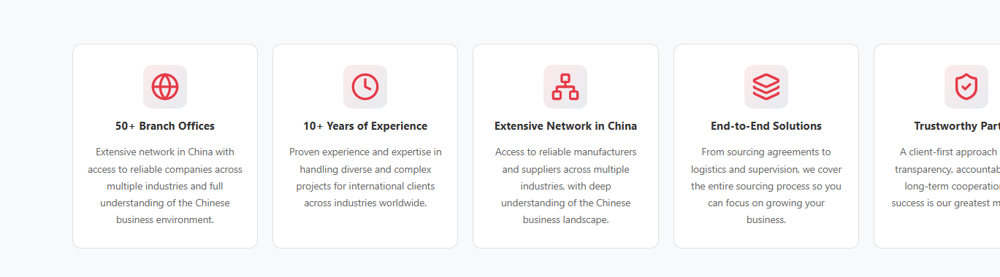 50+ Branch Offices
Extensive network in China with
access to reliable companies across
multiple industries and full
understanding of the Chinese
business environment.
10+ Years of Experience
Proven experience and expertise in
handling diverse and complex
projects for international clients
across industries worldwide.
Extensive Network in China
Access to reliable manufacturers
and suppliers across multiple
industries, with deep
understanding of the Chinese
business landscape.
End-to-End Solutions
From sourcing agreements to
logistics and supervision, we cover
the entire sourcing process so you
can focus on growing your
business.
Trustworthy Part
A client-first approach
transparency, accountab
long-term cooperatio
success is our greatest m